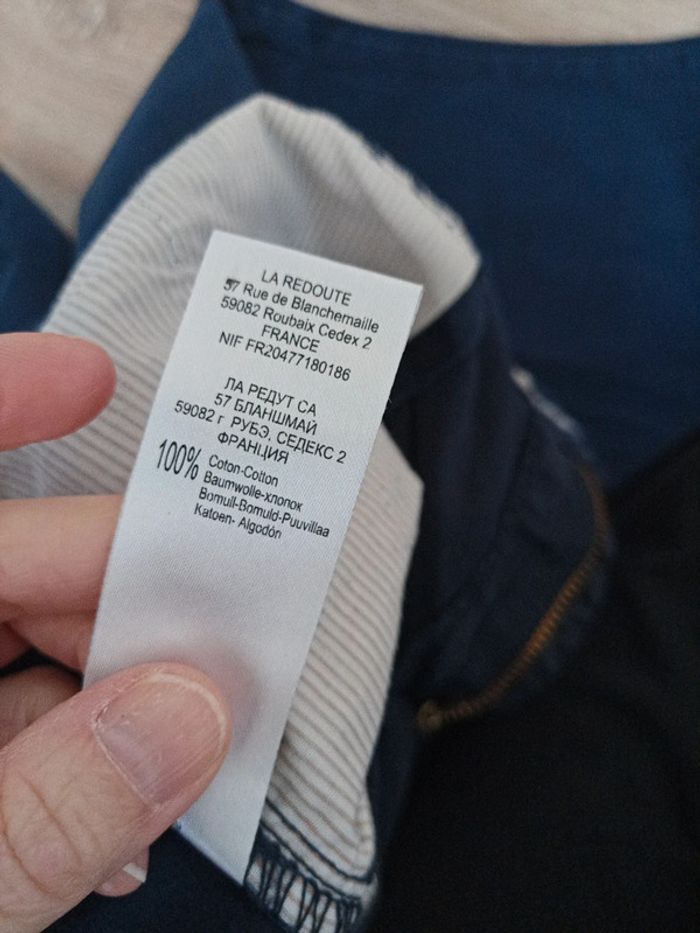 LA REDOUTE
57 Rue de Blanchemaille
59082 Roubaix Cedex 2
FRANCE
NIF FR20477180186
ЛА РЕДУТ СА
57 БЛАНШМАЙ
59082 г РУБЭ, СЕДЕКС 2
ФРАНЦИЯ
100% Coton-Cotton
Baumwolle-хлопок
Bomull-Bomuld-Puuvillaa
Katoen- Algodón